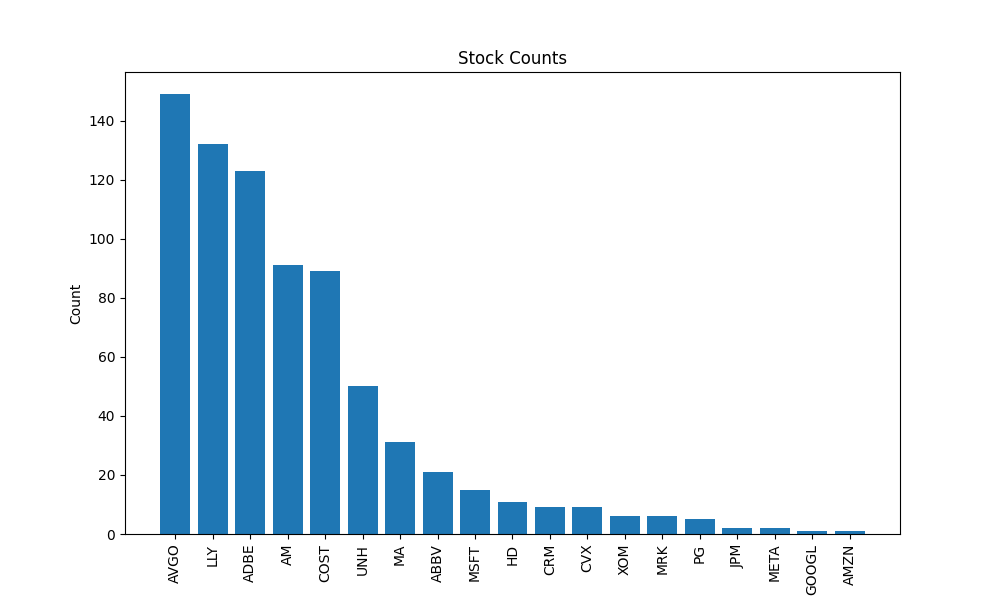 Stock Counts
Count
140
120
100
80
60
40
20
0
AVGO
LLY
ADBE
AM
COST
UNH
MA
ABBV
MSFT
HD
CRM
CVX
XOM
MRK
PG
JPM
META
GOOGL
AMZN